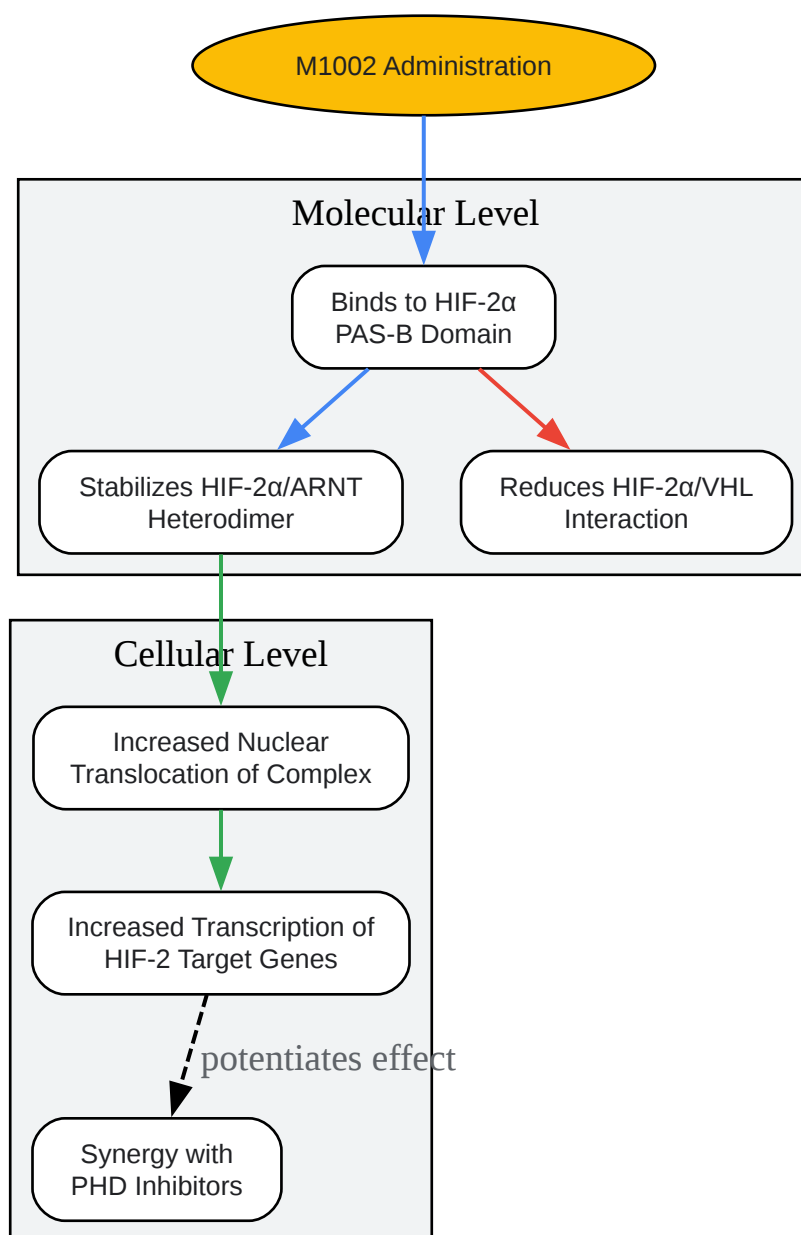 M1002 Administration
Molecular Level
Binds to HIF-2α
PAS-B Domain
Stabilizes HIF-2α/ARNT
Heterodimer
Reduces HIF-2α/VHL
Interaction
Cellular Level
Increased Nuclear
Translocation of Complex
Increased Transcription of
HIF-2 Target Genes
potentiates effect
Synergy with
PHD Inhibitors